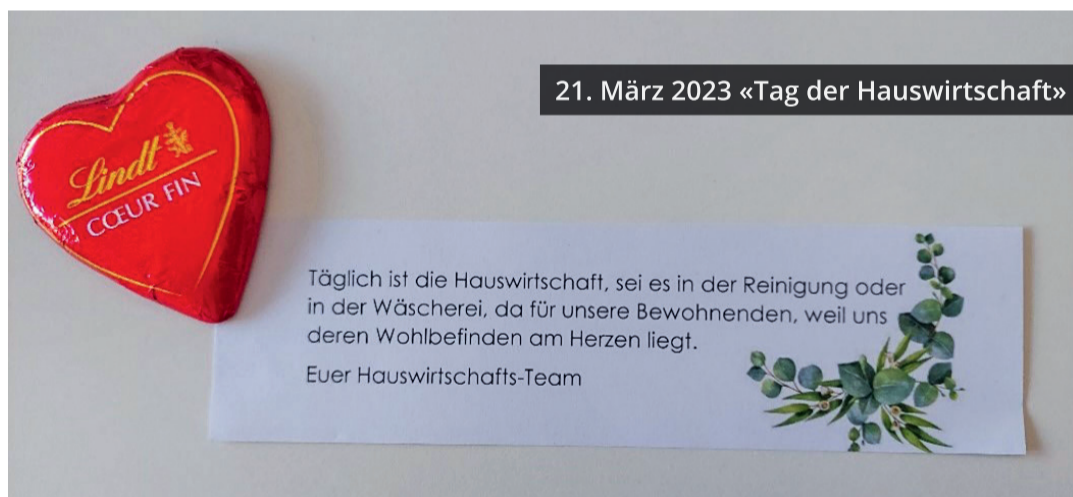 21. März 2023 «Tag der Hauswirtschaft»
Lindt
CŒUR FIN
Täglich ist die Hauswirtschaft, sei es in der Reinigung oder
in der Wäscherei, da für unsere Bewohnenden, weil uns
deren Wohlbefinden am Herzen liegt.
Euer Hauswirtschafts-Team